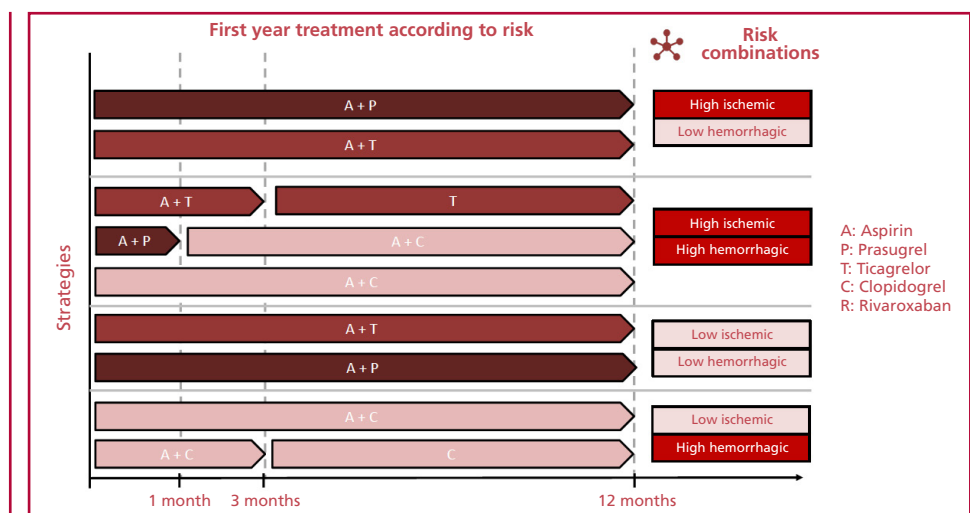 First year treatment according to risk
Risk
combinations
A + P
High ischemic
Low hemorrhagic
A + T
A + T
T
High ischemic
High hemorrhagic
A + P
A + C
A + C
A: Aspirin
P: Prasugrel
T: Ticagrelor
C: Clopidogrel
R: Rivaroxaban
Strategies
A + T
Low ischemic
Low hemorrhagic
A + P
A + C
Low ischemic
High hemorrhagic
A + C
C
1 month
3 months
12 months